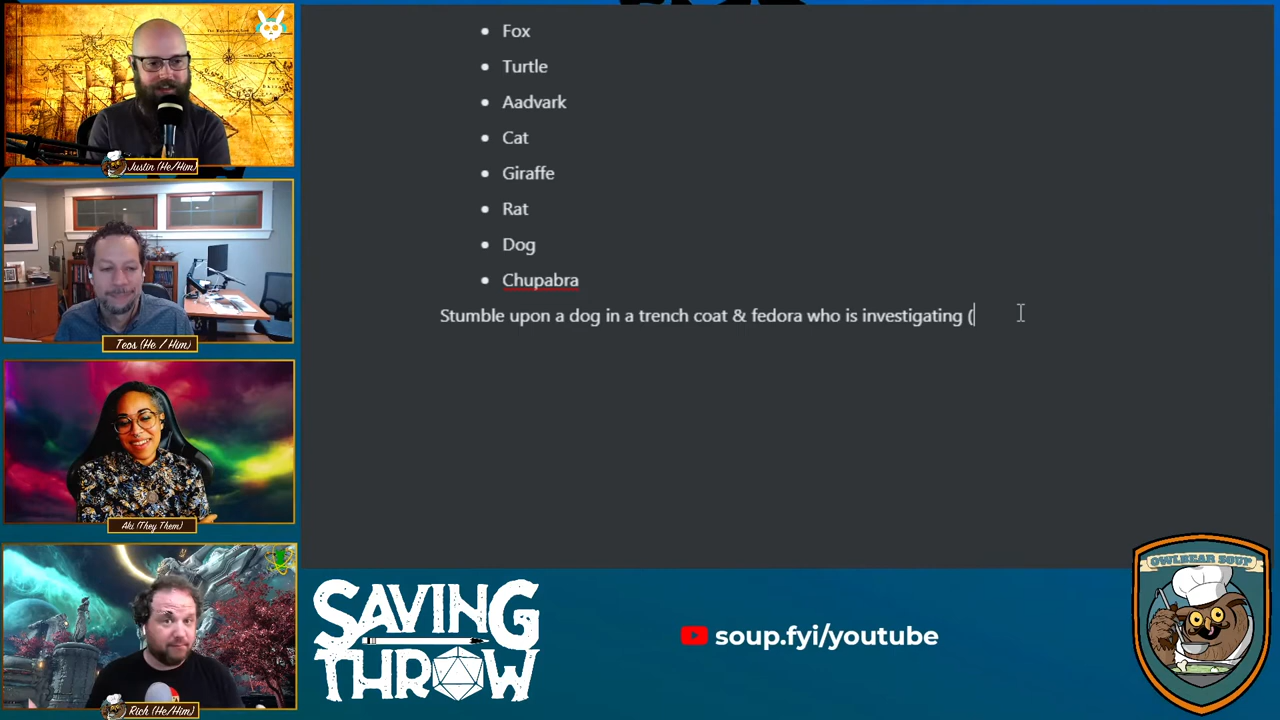 Fox
Turtle
Aadvark
Cat
Giraffe
Rat
Dog
Chupabra
Stumble upon a dog in a trench coat & fedora who is investigating (
Justin (He/Him)
Teos (He / Him)
Aki (They Them)
Rich (He/Him)
SAVING
THROW
soup.fyi/youtube
OWLBEAR SOUP